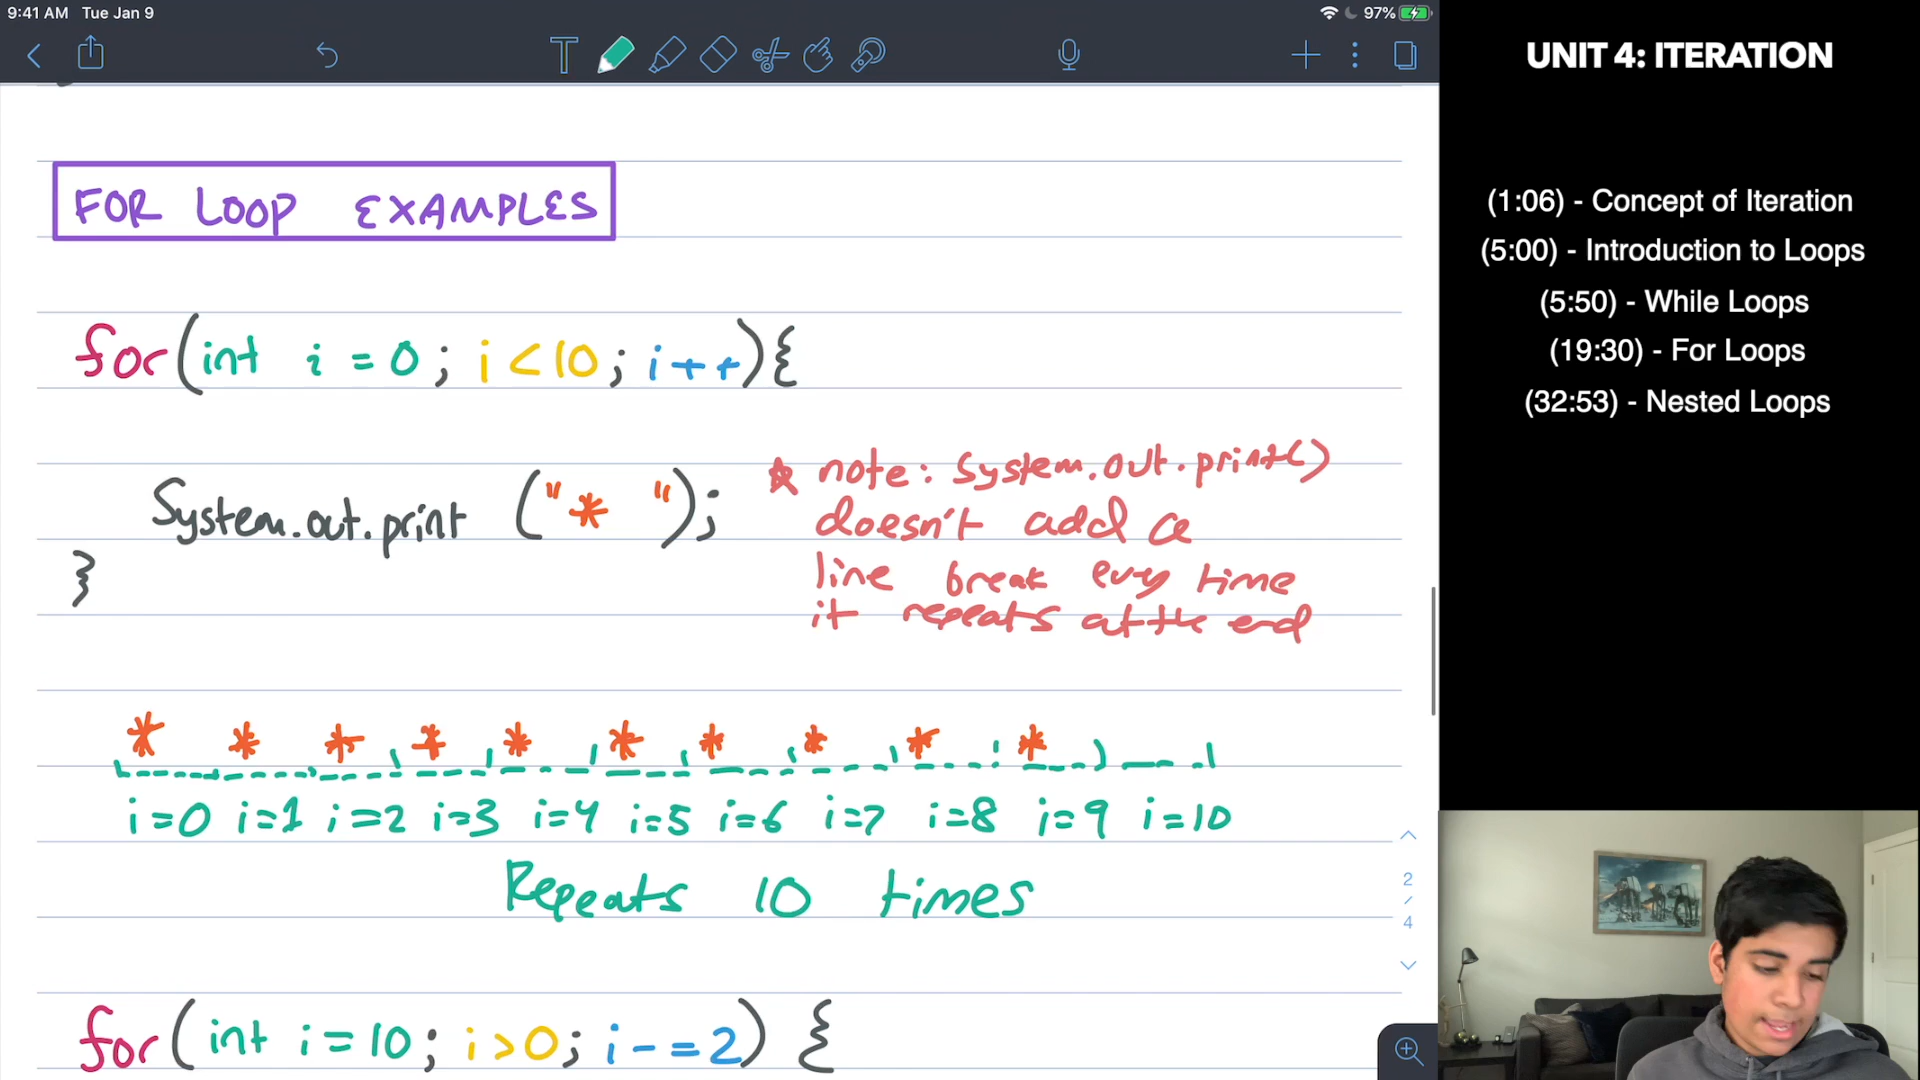 9:41 AM Tue Jan 9
97%
FOR LOOP EXAMPLES
for(int i = 0; i < 10; i++){
System.out.print ("* ");
}
* note: System.out.print()
doesn't add a
line break every time
it repeats at the end
* * * * * * * * * *
i=0 i=1 i=2 i=3 i=4 i=5 i=6 i=7 i=8 i=9 i=10
Repeats 10 times
for(int i = 10; i > 0; i -= 2) {
2
/
4
UNIT 4: ITERATION
(1:06) - Concept of Iteration
(5:00) - Introduction to Loops
(5:50) - While Loops
(19:30) - For Loops
(32:53) - Nested Loops